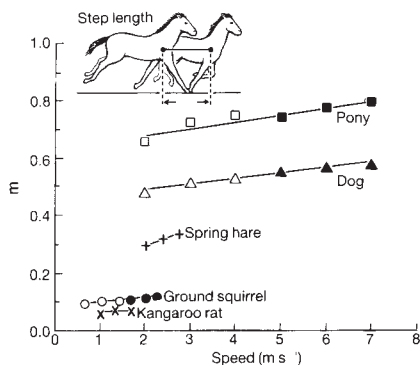 Step length
1.0
0.8
Pony
0.6
m
Dog
0.4
Spring hare
0.2
Ground squirrel
Kangaroo rat
0.0
0 1 2 3 4 5 6 7 8
Speed (m s⁻¹)